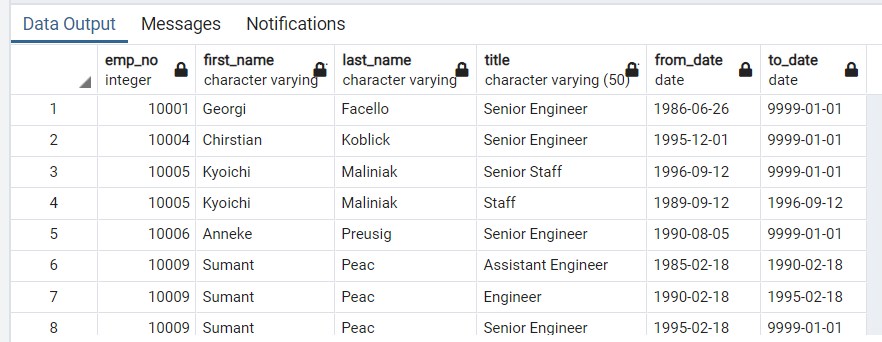 Data Output Messages Notifications
emp_no first_name last_name title from_date to_date
integer character varying character varying character varying (50) date date
1 10001 Georgi Facello Senior Engineer 1986-06-26 9999-01-01
2 10004 Chirstian Koblick Senior Engineer 1995-12-01 9999-01-01
3 10005 Kyoichi Maliniak Senior Staff 1996-09-12 9999-01-01
4 10005 Kyoichi Maliniak Staff 1989-09-12 1996-09-12
5 10006 Anneke Preusig Senior Engineer 1990-08-05 9999-01-01
6 10009 Sumant Peac Assistant Engineer 1985-02-18 1990-02-18
7 10009 Sumant Peac Engineer 1990-02-18 1995-02-18
8 10009 Sumant Peac Senior Engineer 1995-02-18 9999-01-01